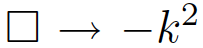 □ → −k²